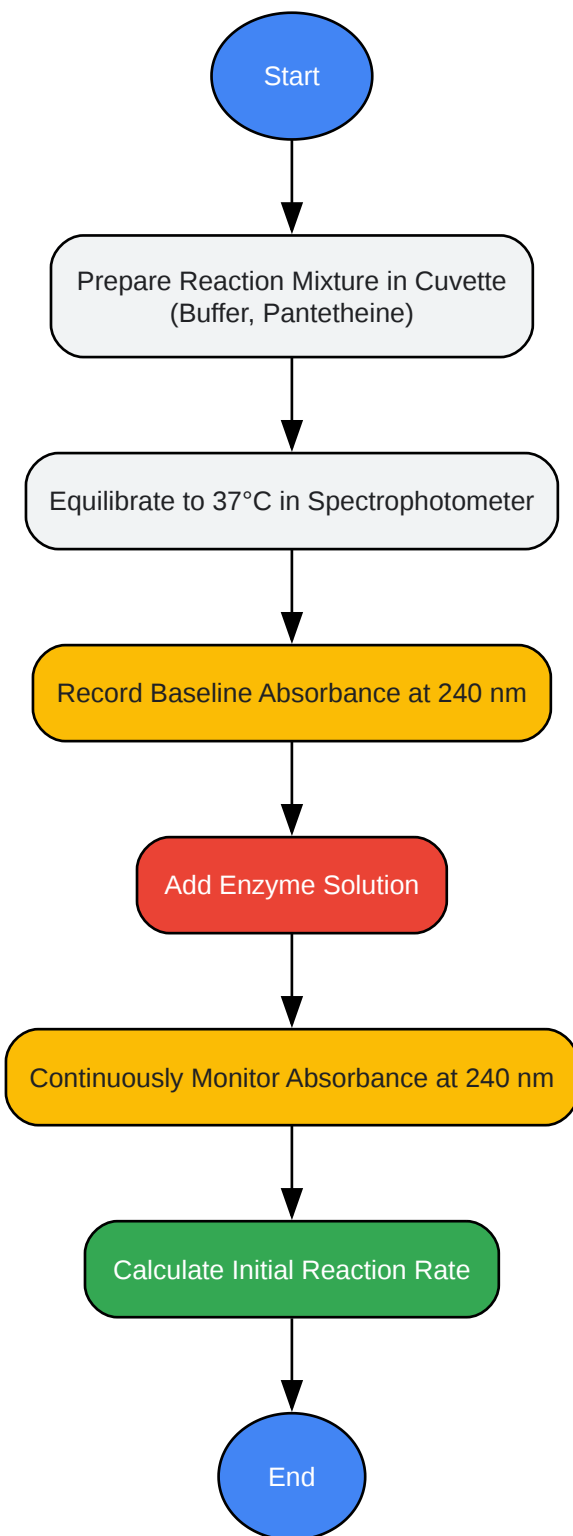 Start
Prepare Reaction Mixture in Cuvette
(Buffer, Pantetheine)
Equilibrate to 37°C in Spectrophotometer
Record Baseline Absorbance at 240 nm
Add Enzyme Solution
Continuously Monitor Absorbance at 240 nm
Calculate Initial Reaction Rate
End